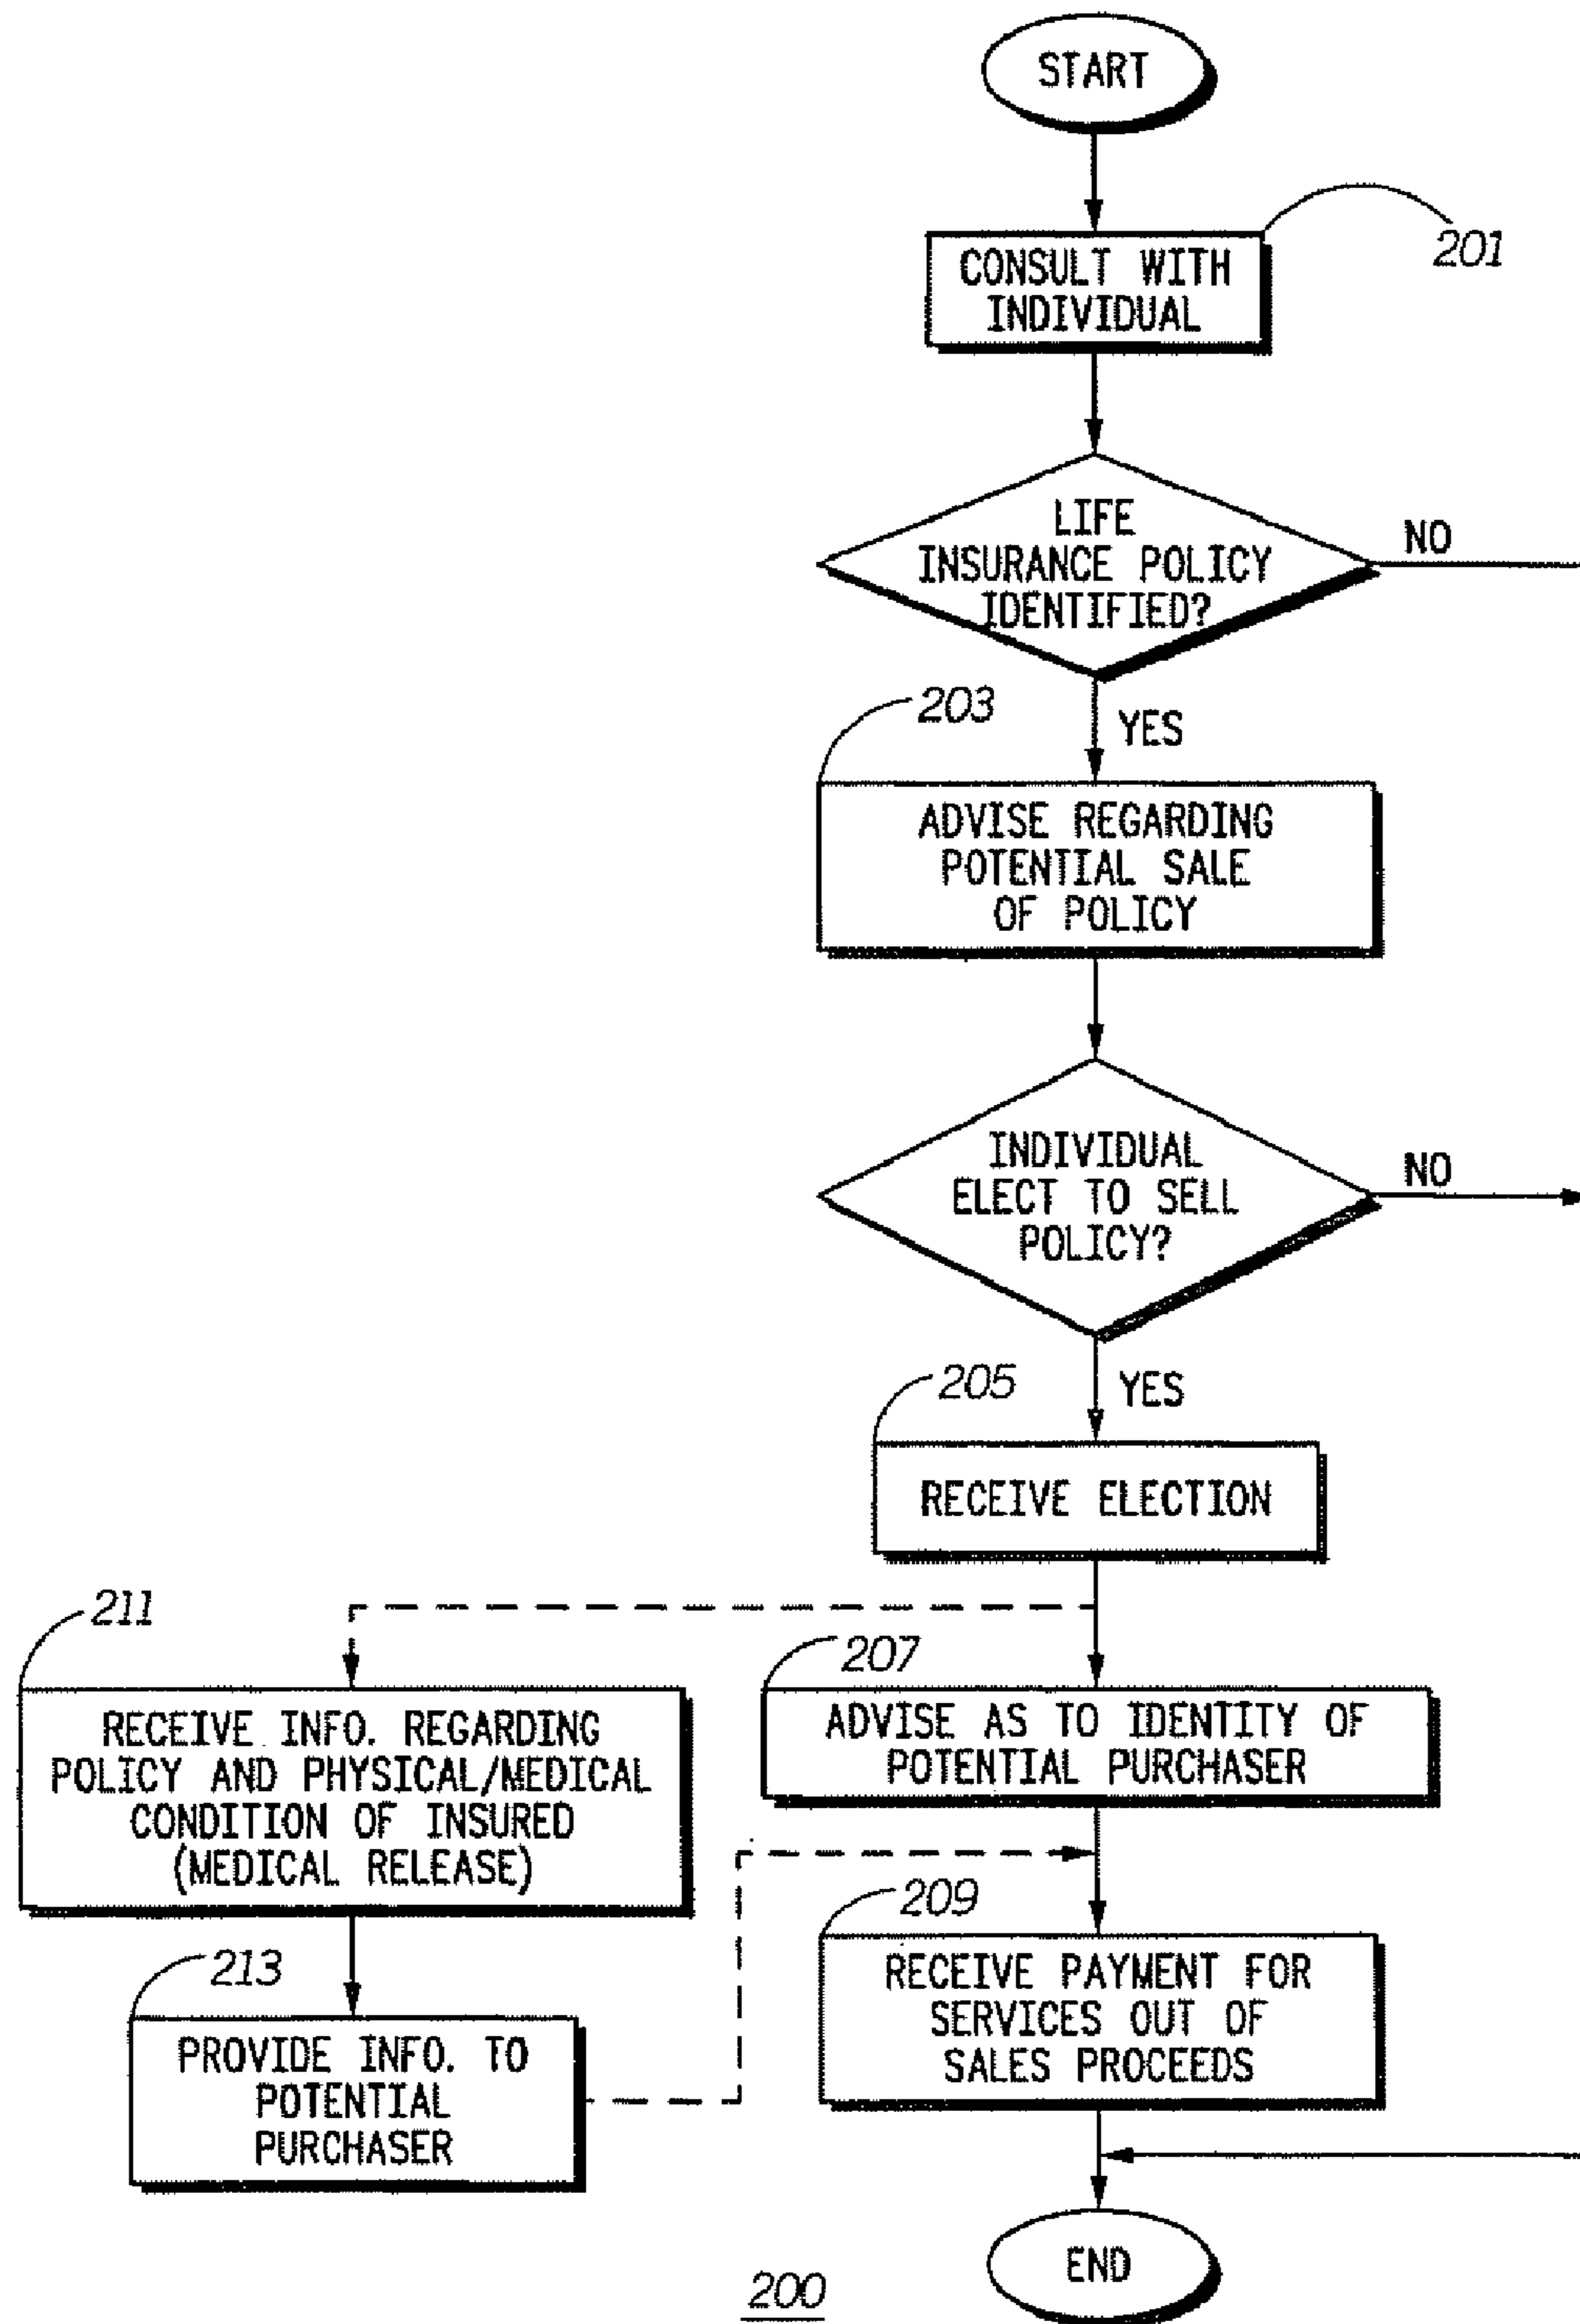 START
201
CONSULT WITH
INDIVIDUAL
LIFE
INSURANCE POLICY
IDENTIFIED?
NO
203
YES
ADVISE REGARDING
POTENTIAL SALE
OF POLICY
INDIVIDUAL
ELECT TO SELL
POLICY?
NO
205
YES
RECEIVE ELECTION
211
RECEIVE INFO. REGARDING
POLICY AND PHYSICAL/MEDICAL
CONDITION OF INSURED
(MEDICAL RELEASE)
207
ADVISE AS TO IDENTITY OF
POTENTIAL PURCHASER
213
PROVIDE INFO. TO
POTENTIAL
PURCHASER
209
RECEIVE PAYMENT FOR
SERVICES OUT OF
SALES PROCEEDS
END
200